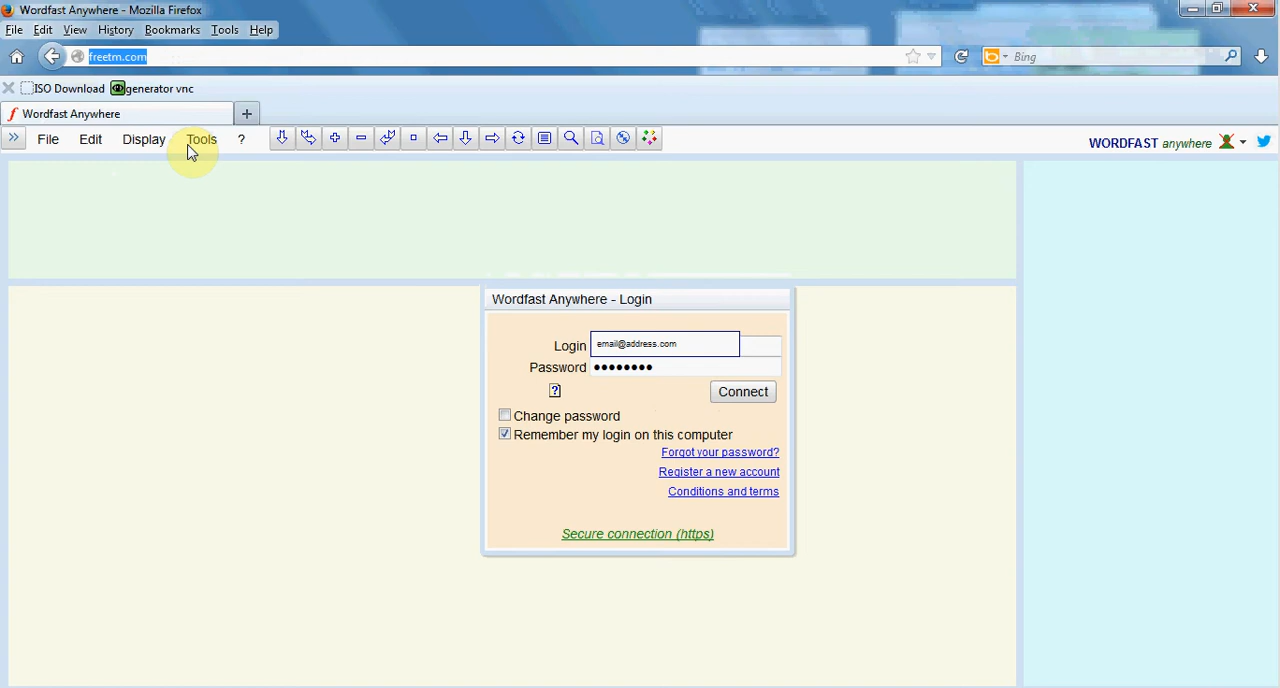 Wordfast Anywhere - Mozilla Firefox
File Edit View History Bookmarks Tools Help
freetm.com Bing
ISO Download generator vnc
Wordfast Anywhere
File Edit Display Tools ? WORDFAST anywhere
Wordfast Anywhere - Login
Login email@address.com
Password
Connect
Change password
Remember my login on this computer
Forgot your password?
Register a new account
Conditions and terms
Secure connection (https)